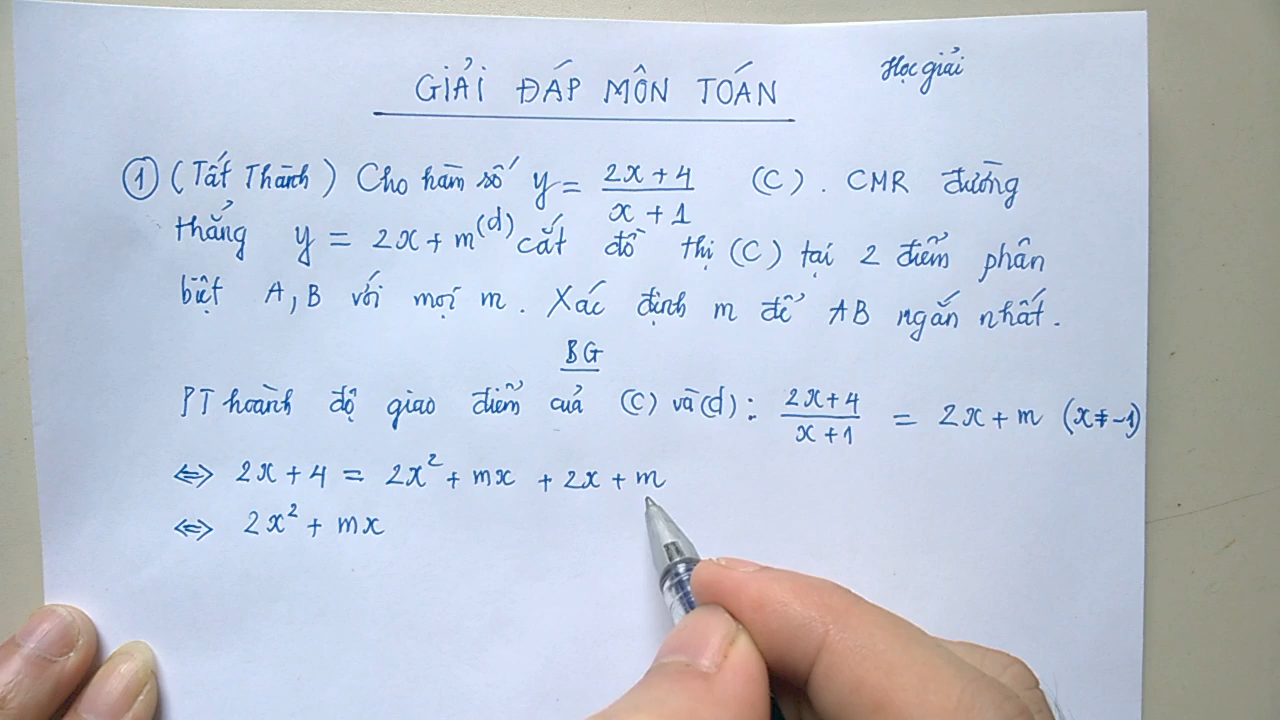 GIẢI ĐÁP MÔN TOÁN
Học giải
① (Tất Thành) Cho hàm số y = (2x+4)/(x+1) (C). CMR đường
thẳng y = 2x + m (d) cắt đồ thị (C) tại 2 điểm phân
biệt A, B với mọi m. Xác định m để AB ngắn nhất.
BG
PT hoành độ giao điểm của (C) và (d): (2x+4)/(x+1) = 2x + m (x ≠ -1)
⇔ 2x + 4 = 2x² + mx + 2x + m
⇔ 2x² + mx